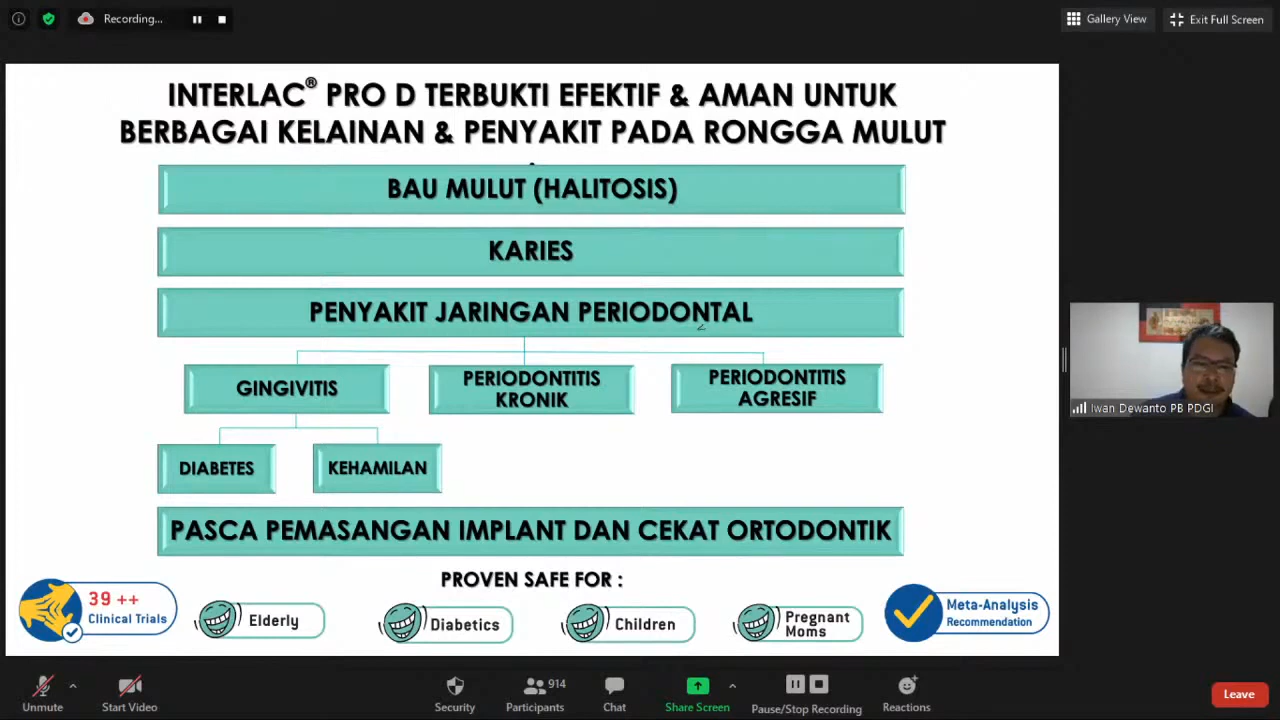 Recording...
Gallery View
Exit Full Screen
INTERLAC® PRO D TERBUKTI EFEKTIF & AMAN UNTUK
BERBAGAI KELAINAN & PENYAKIT PADA RONGGA MULUT
BAU MULUT (HALITOSIS)
KARIES
PENYAKIT JARINGAN PERIODONTAL
GINGIVITIS
PERIODONTITIS
KRONIK
PERIODONTITIS
AGRESIF
DIABETES
KEHAMILAN
PASCA PEMASANGAN IMPLANT DAN CEKAT ORTODONTIK
PROVEN SAFE FOR :
39 ++
Clinical Trials
Elderly
Diabetics
Children
Pregnant
Moms
Meta-Analysis
Recommendation
Iwan Dewanto PB PDGI
Unmute
Start Video
Security
914
Participants
Chat
Share Screen
Pause/Stop Recording
Reactions
Leave